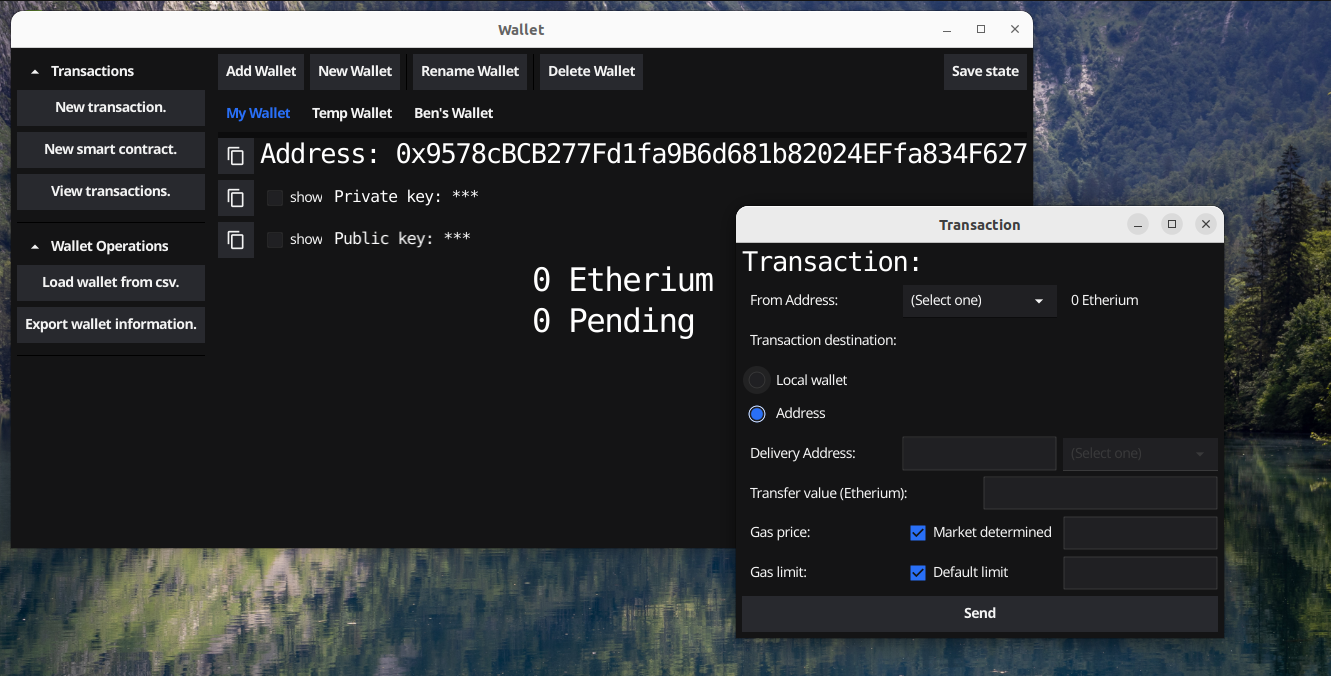 Wallet
Transactions
New transaction.
New smart contract.
View transactions.
Wallet Operations
Load wallet from csv.
Export wallet information.
Add Wallet New Wallet Rename Wallet Delete Wallet Save state
My Wallet Temp Wallet Ben's Wallet
Address: 0x9578cBCB277Fd1fa9B6d681b82024EFfa834F627
show Private key: ***
show Public key: ***
0 Etherium
0 Pending
Transaction
Transaction:
From Address: (Select one) 0 Etherium
Transaction destination:
Local wallet
Address
Delivery Address: (Select one)
Transfer value (Etherium):
Gas price: Market determined
Gas limit: Default limit
Send